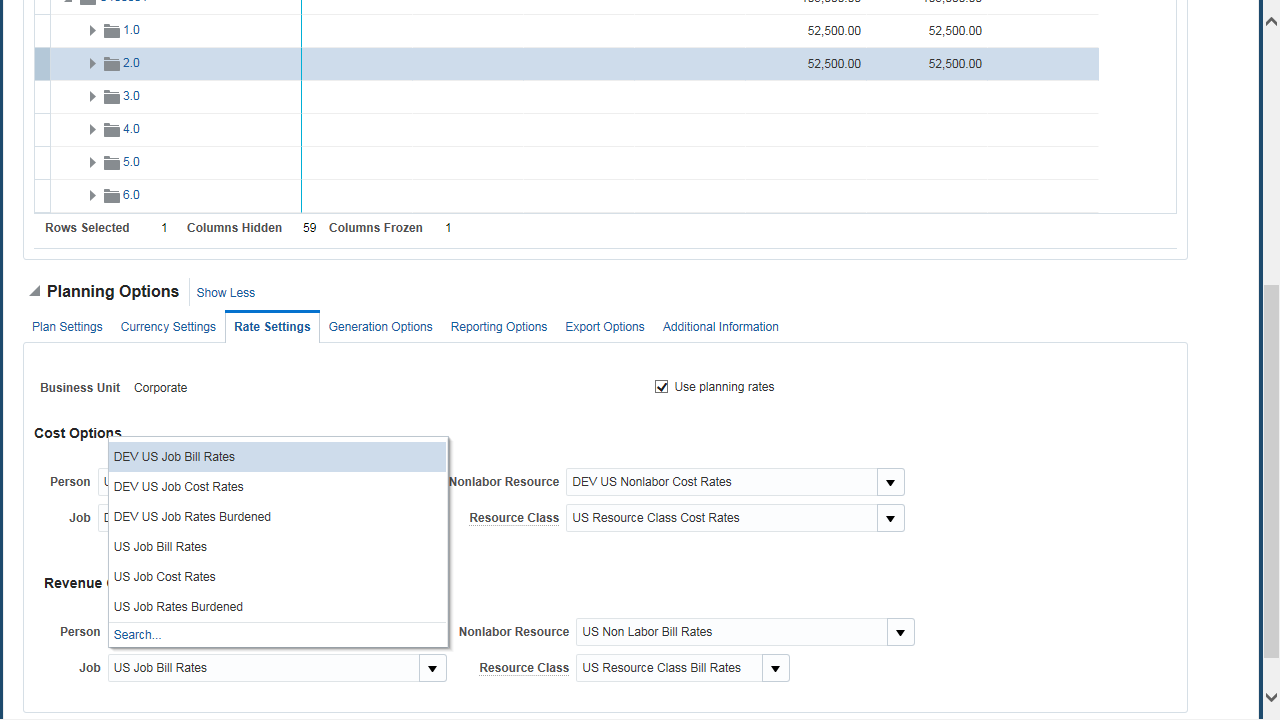 1.0 52,500.00 52,500.00
2.0 52,500.00 52,500.00
3.0
4.0
5.0
6.0
Rows Selected 1 Columns Hidden 59 Columns Frozen 1
Planning Options Show Less
Plan Settings Currency Settings Rate Settings Generation Options Reporting Options Export Options Additional Information
Business Unit Corporate Use planning rates
Cost Options
DEV US Job Bill Rates
Person Nonlabor Resource DEV US Nonlabor Cost Rates
DEV US Job Cost Rates
Job Resource Class US Resource Class Cost Rates
DEV US Job Rates Burdened
US Job Bill Rates
US Job Cost Rates
Revenue
US Job Rates Burdened
Person Nonlabor Resource US Non Labor Bill Rates
Search...
Job US Job Bill Rates Resource Class US Resource Class Bill Rates